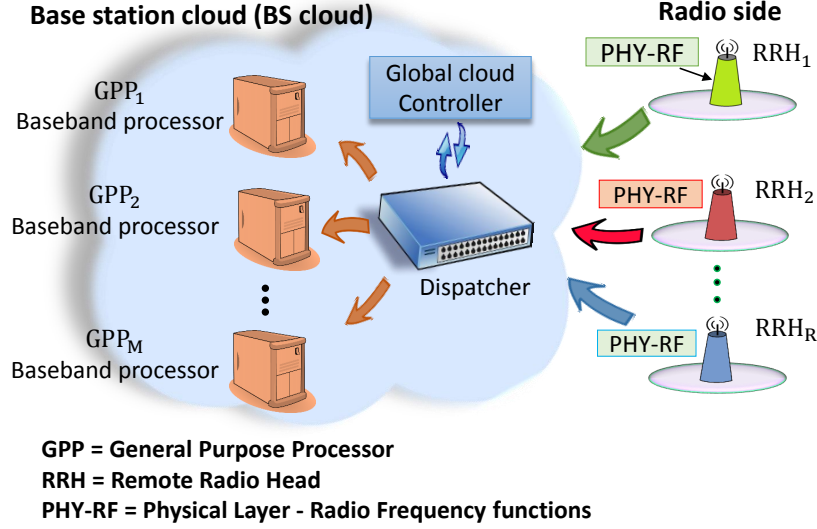 Base station cloud (BS cloud)
Radio side
GPP1
Baseband processor
Global cloud
Controller
PHY-RF
RRH1
GPP2
Baseband processor
PHY-RF
RRH2
Dispatcher
GPPM
Baseband processor
PHY-RF
RRHR
GPP = General Purpose Processor
RRH = Remote Radio Head
PHY-RF = Physical Layer - Radio Frequency functions